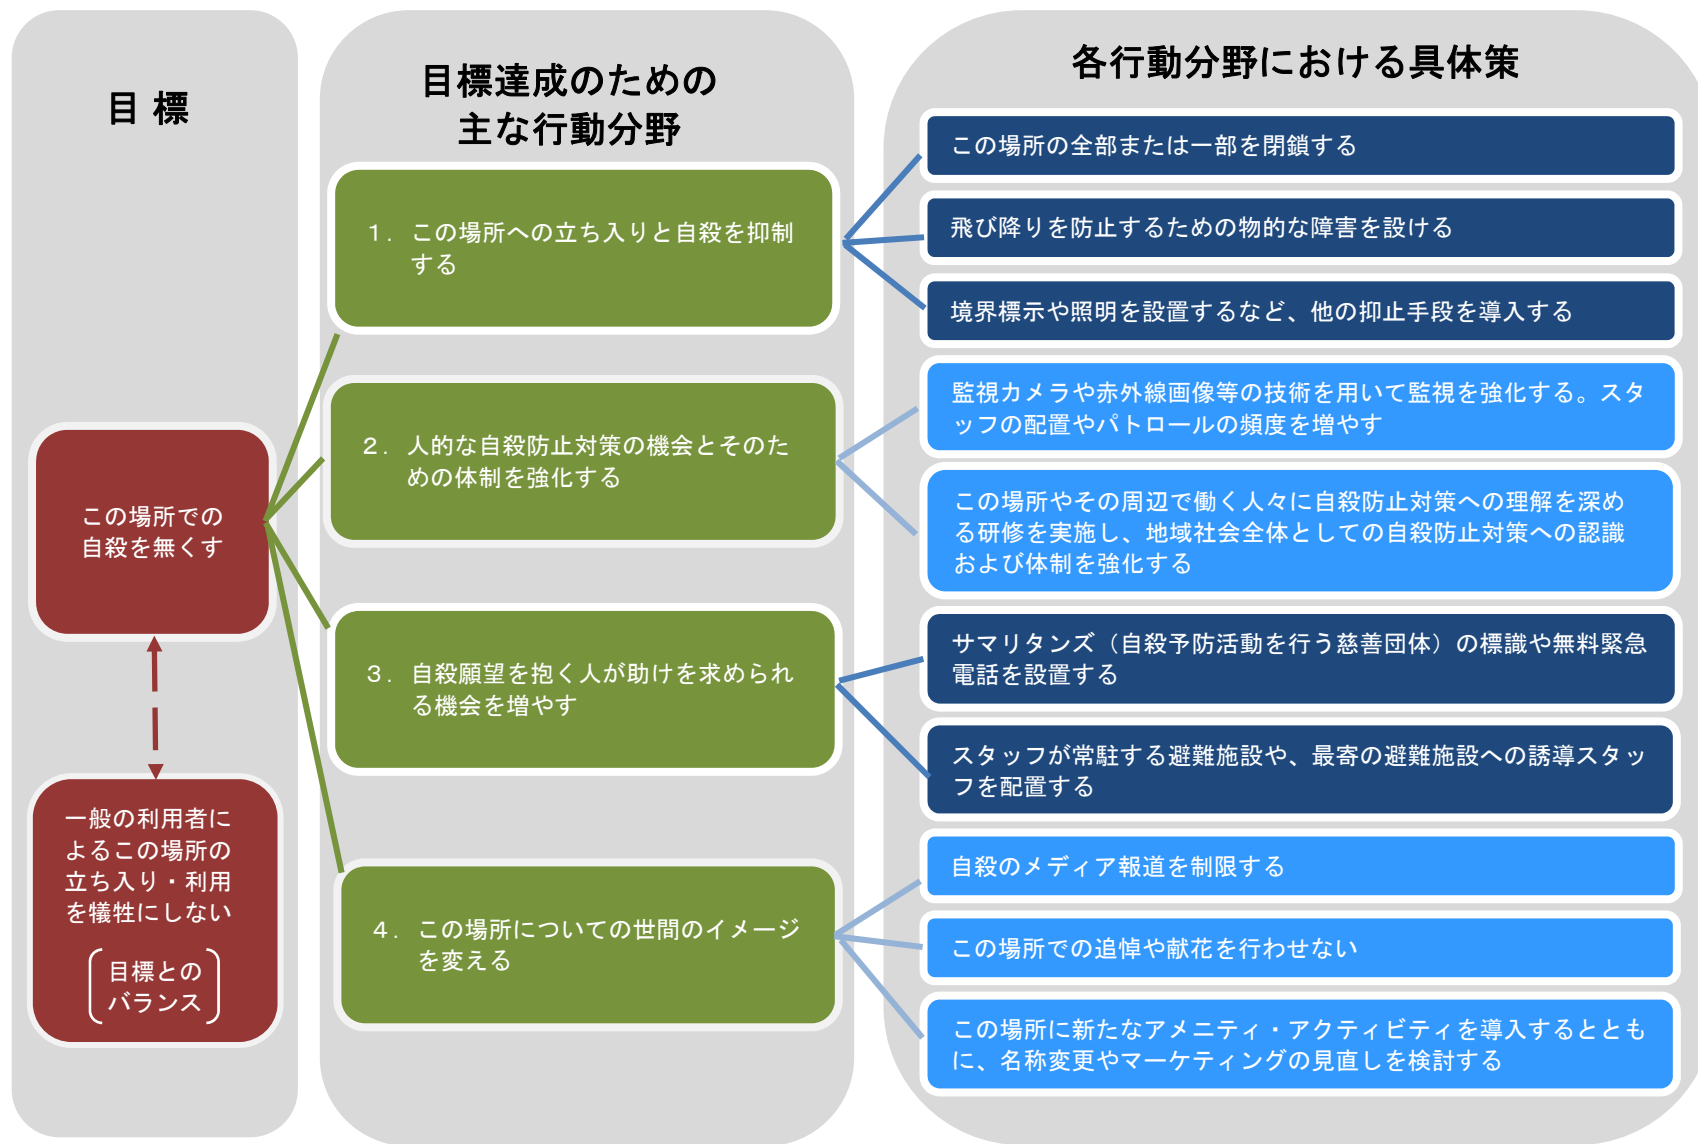 目 標
この場所での
自殺を無くす
一般の利用者に
よるこの場所の
立ち入り・利用
を犠牲にしない
目標との
バランス
目標達成のための
主な行動分野
１．この場所への立ち入りと自殺を抑制
する
２．人的な自殺防止対策の機会とそのた
めの体制を強化する
３．自殺願望を抱く人が助けを求められ
る機会を増やす
４．この場所についての世間のイメージ
を変える
各行動分野における具体策
この場所の全部または一部を閉鎖する
飛び降りを防止するための物的な障害を設ける
境界標示や照明を設置するなど、他の抑止手段を導入する
監視カメラや赤外線画像等の技術を用いて監視を強化する。スタ
ッフの配置やパトロールの頻度を増やす
この場所やその周辺で働く人々に自殺防止対策への理解を深め
る研修を実施し、地域社会全体としての自殺防止対策への認識
および体制を強化する
サマリタンズ（自殺予防活動を行う慈善団体）の標識や無料緊急
電話を設置する
スタッフが常駐する避難施設や、最寄の避難施設への誘導スタッ
フを配置する
自殺のメディア報道を制限する
この場所での追悼や献花を行わせない
この場所に新たなアメニティ・アクティビティを導入するととも
に、名称変更やマーケティングの見直しを検討する